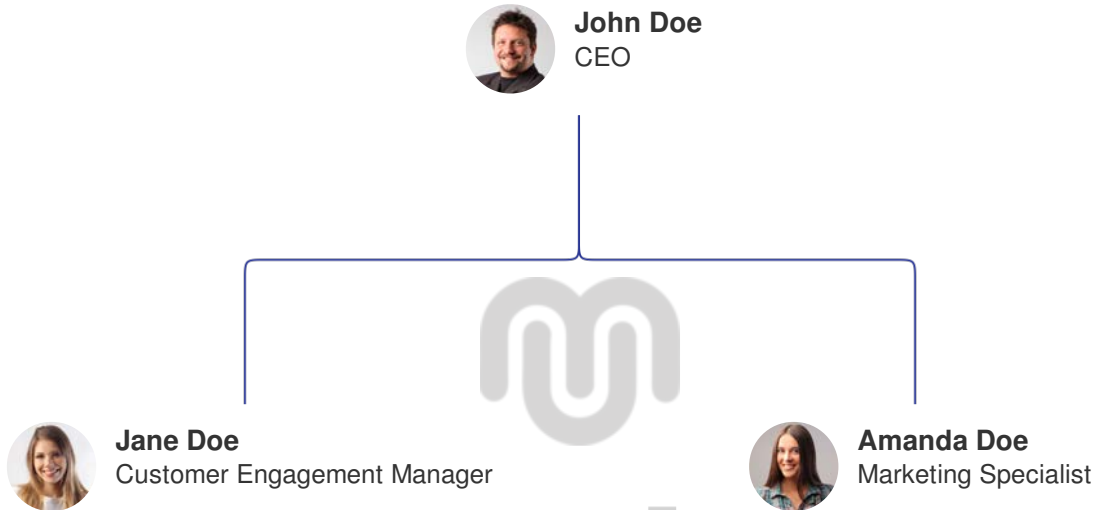 John Doe
CEO
Jane Doe
Customer Engagement Manager
Amanda Doe
Marketing Specialist